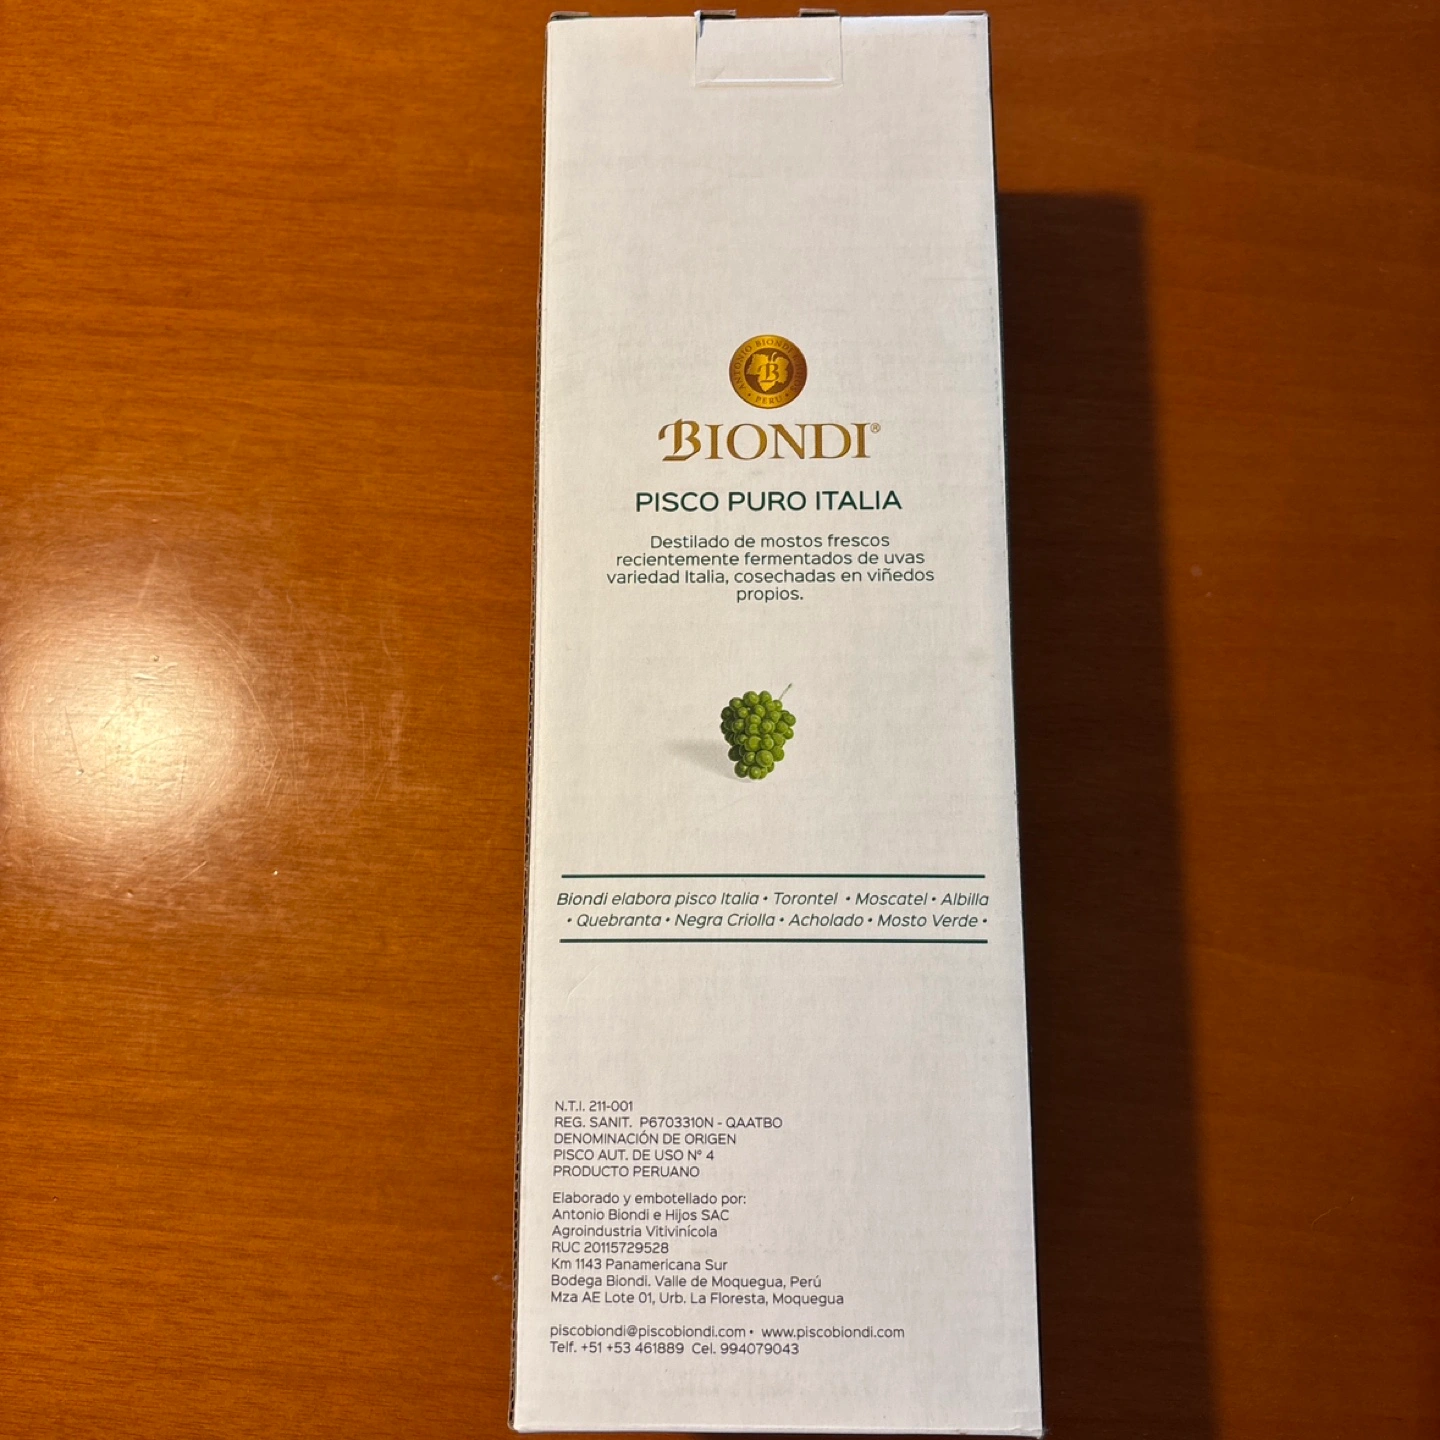 ANTONIO BIONDI E HIJOS
B
• PERU •
BIONDI®
PISCO PURO ITALIA
Destilado de mostos frescos
recientemente fermentados de uvas
variedad Italia, cosechadas en viñedos
propios.
Biondi elabora pisco Italia • Torontel • Moscatel • Albilla
• Quebranta • Negra Criolla • Acholado • Mosto Verde •
N.T.I. 211-001
REG. SANIT. P6703310N - QAATBO
DENOMINACIÓN DE ORIGEN
PISCO AUT. DE USO N° 4
PRODUCTO PERUANO
Elaborado y embotellado por:
Antonio Biondi e Hijos SAC
Agroindustria Vitivinícola
RUC 20115729528
Km 1143 Panamericana Sur
Bodega Biondi. Valle de Moquegua, Perú
Mza AE Lote 01, Urb. La Floresta, Moquegua
piscobiondi@piscobiondi.com • www.piscobiondi.com
Telf. +51 +53 461889 Cel. 994079043